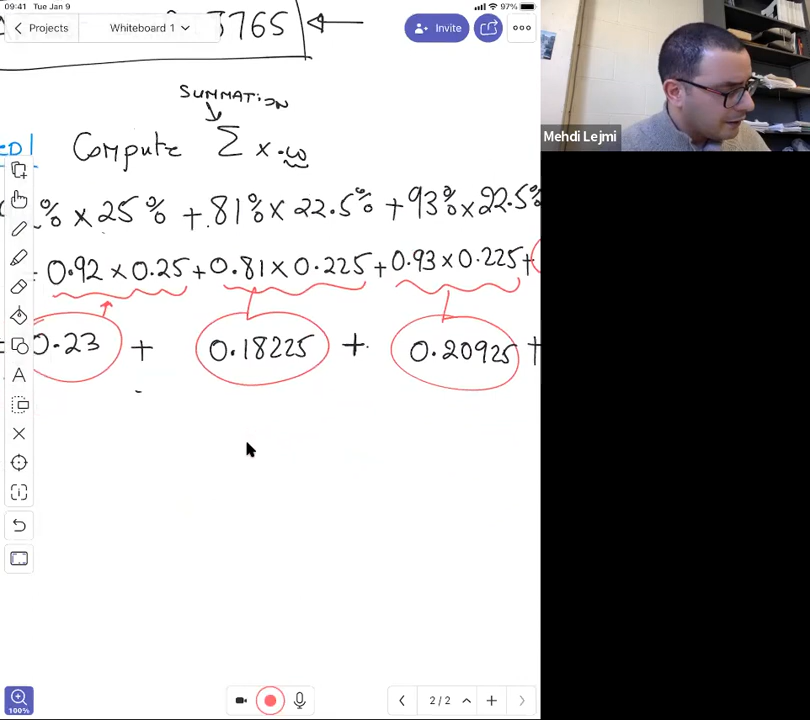 09:41 Tue Jan 9 97%
Projects Whiteboard 1 Invite
3765
Mehdi Lejmi
SUMMATION
Compute Σ x·ω
% × 25% + 81% × 22.5% + 93% × 22.5%
0.92 × 0.25 + 0.81 × 0.225 + 0.93 × 0.225 +
0.23 + 0.18225 + 0.20925 +
A
100% 2/2